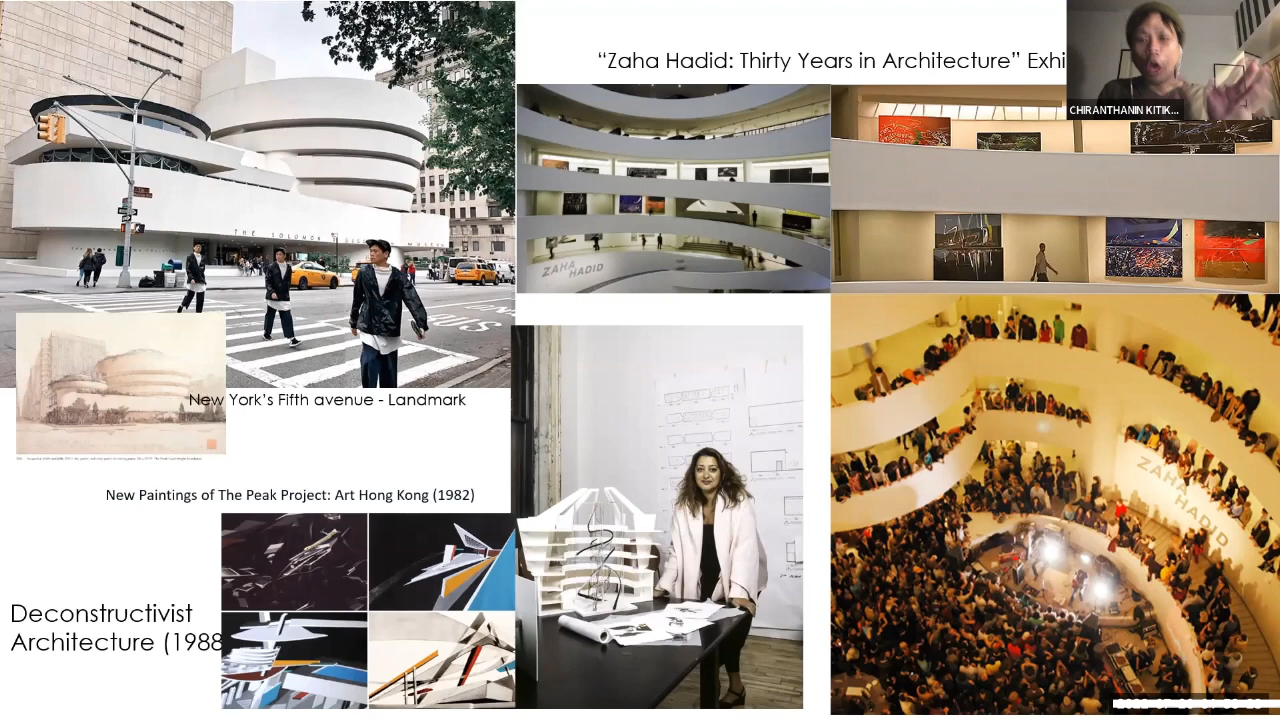 “Zaha Hadid: Thirty Years in Architecture” Exhi
CHIRANTHANIN KITIK...
THE SOLOMON
ZAHA
HADID
New York’s Fifth avenue - Landmark
New Paintings of The Peak Project: Art Hong Kong (1982)
Deconstructivist
Architecture (1988
ZAHA
HADID